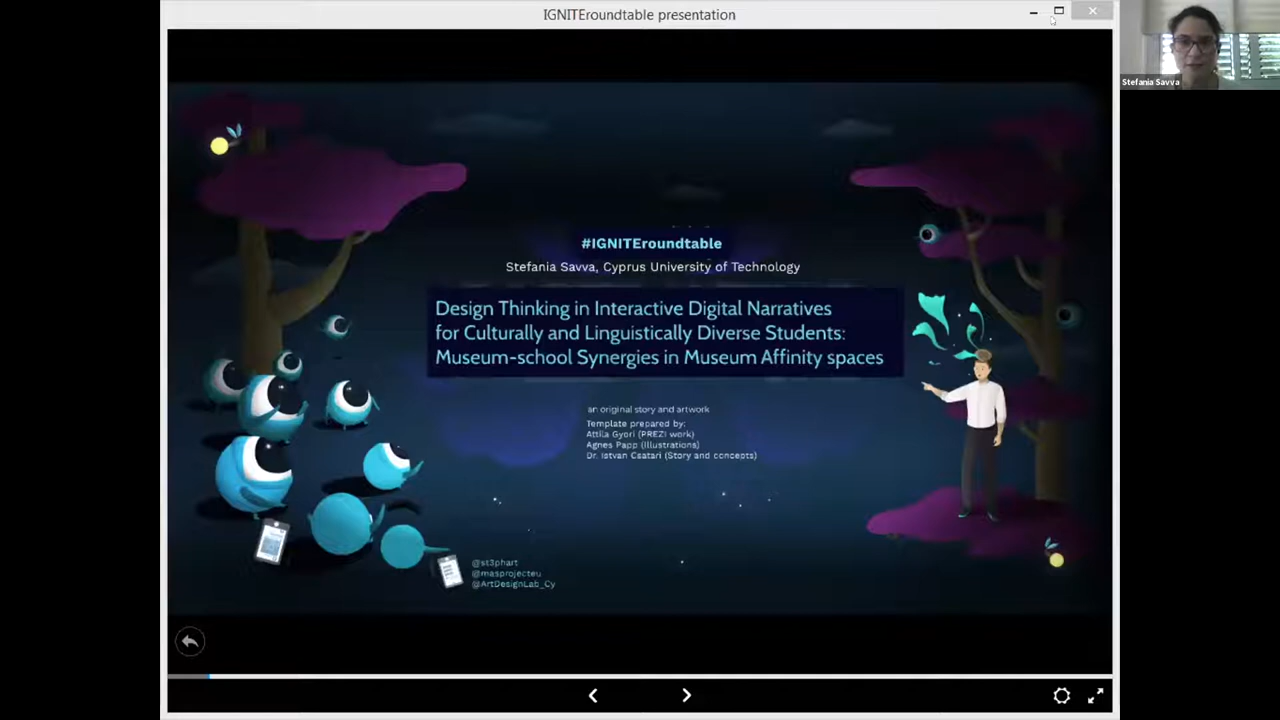 IGNITEroundtable presentation
Stefania Savva
#IGNITEroundtable
Stefania Savva, Cyprus University of Technology
Design Thinking in Interactive Digital Narratives
for Culturally and Linguistically Diverse Students:
Museum-school Synergies in Museum Affinity spaces
an original story and artwork
Template prepared by:
Attila Gyori (PREZI work)
Agnes Papp (Illustrations)
Dr. Istvan Csatari (Story and concepts)
@st3phart
@masprojecteu
@ArtDesignLab_Cy